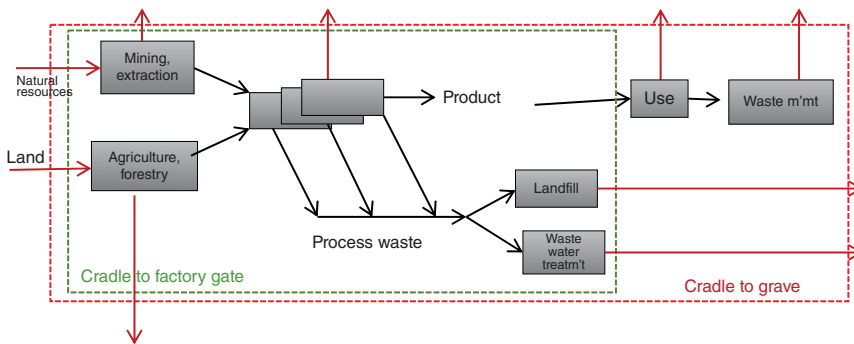 Mining,
extraction
Natural
resources
Product
Use
Waste m'mt
Land
Agriculture,
forestry
Landfill
Process waste
Waste
water
treatm't
Cradle to factory gate
Cradle to grave